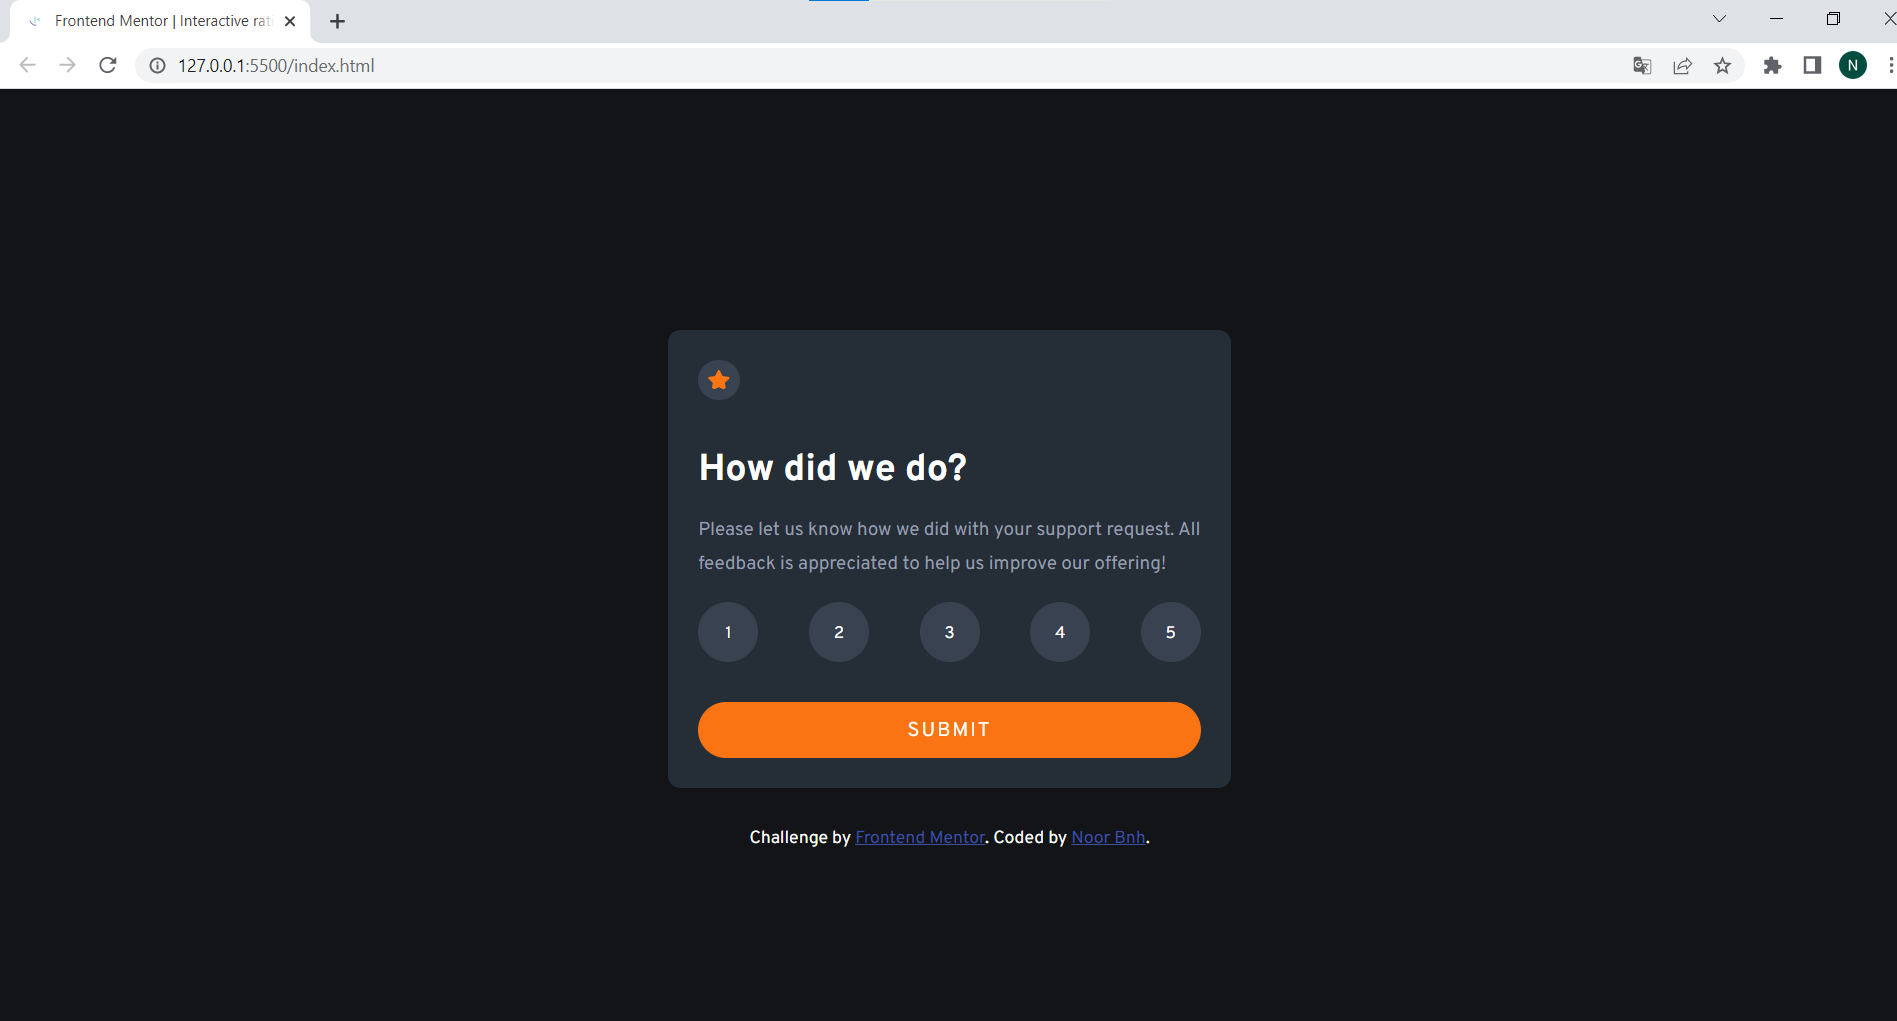 Frontend Mentor | Interactive rati
127.0.0.1:5500/index.html
N
How did we do?
Please let us know how we did with your support request. All
feedback is appreciated to help us improve our offering!
1 2 3 4 5
SUBMIT
Challenge by Frontend Mentor. Coded by Noor Bnh.